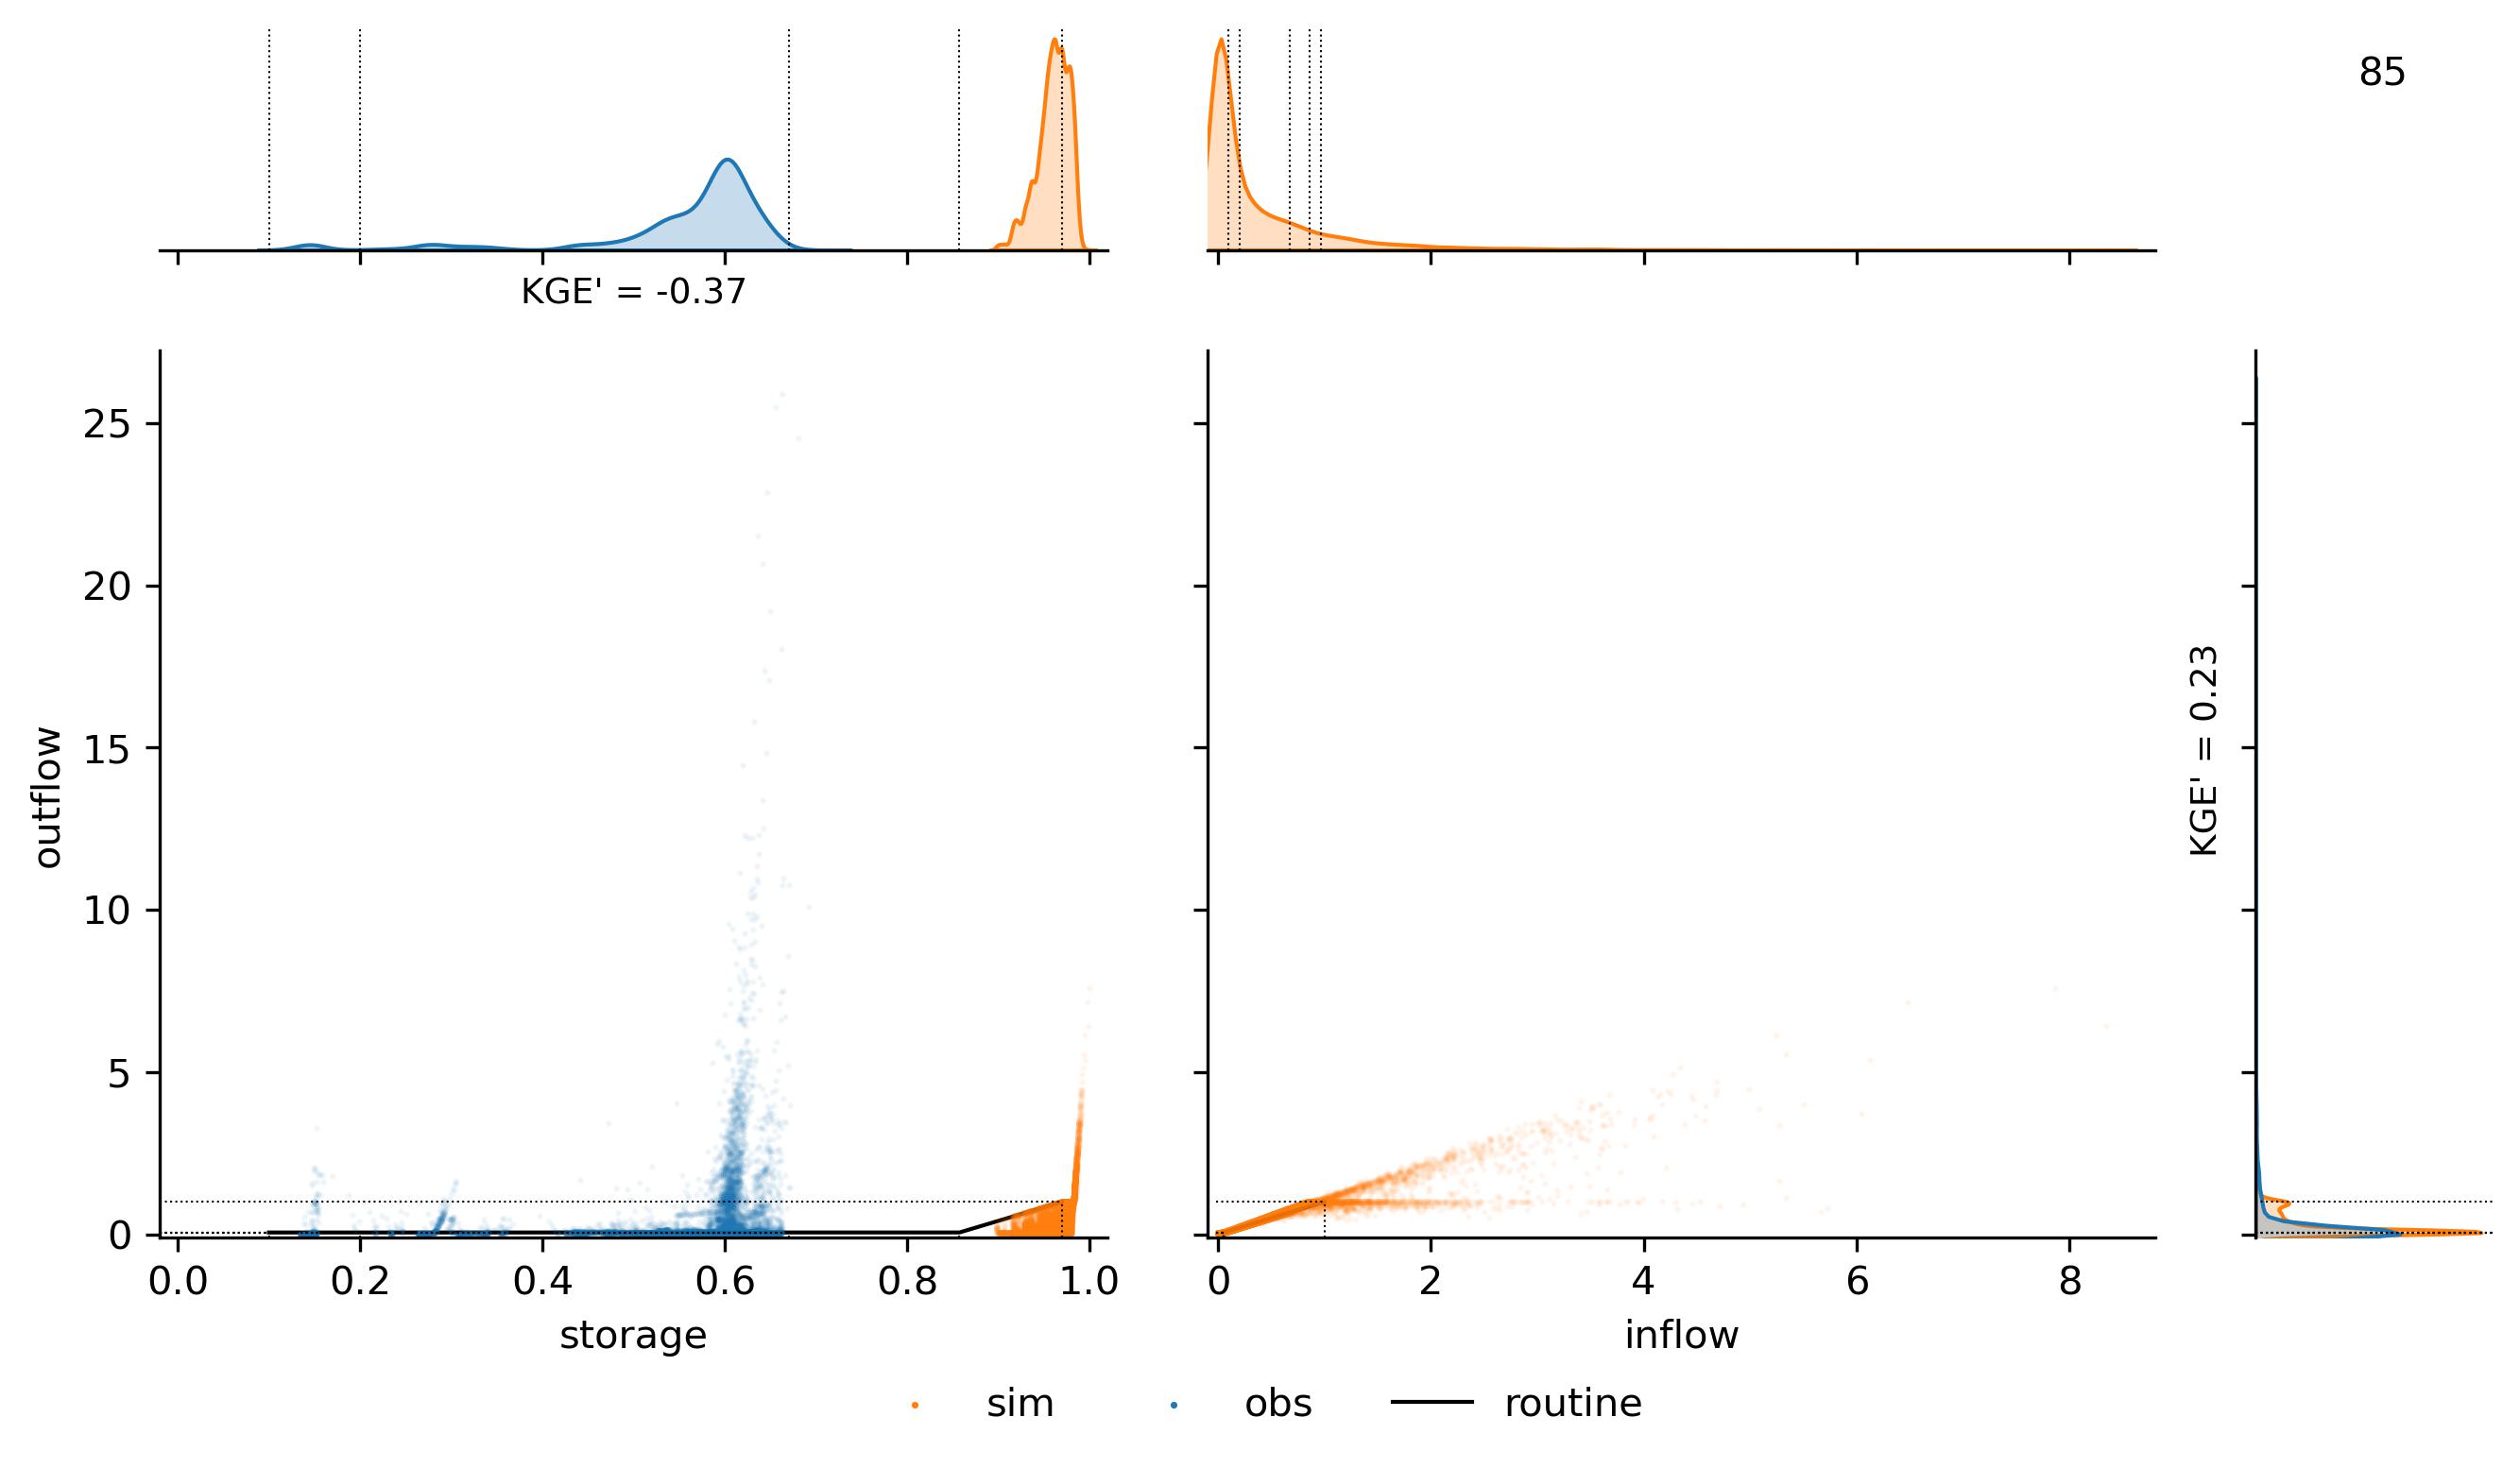 85
KGE' = -0.37
25
20
15
10
5
0
outflow
KGE' = 0.23
0.0 0.2 0.4 0.6 0.8 1.0
0 2 4 6 8
storage
inflow
sim obs routine